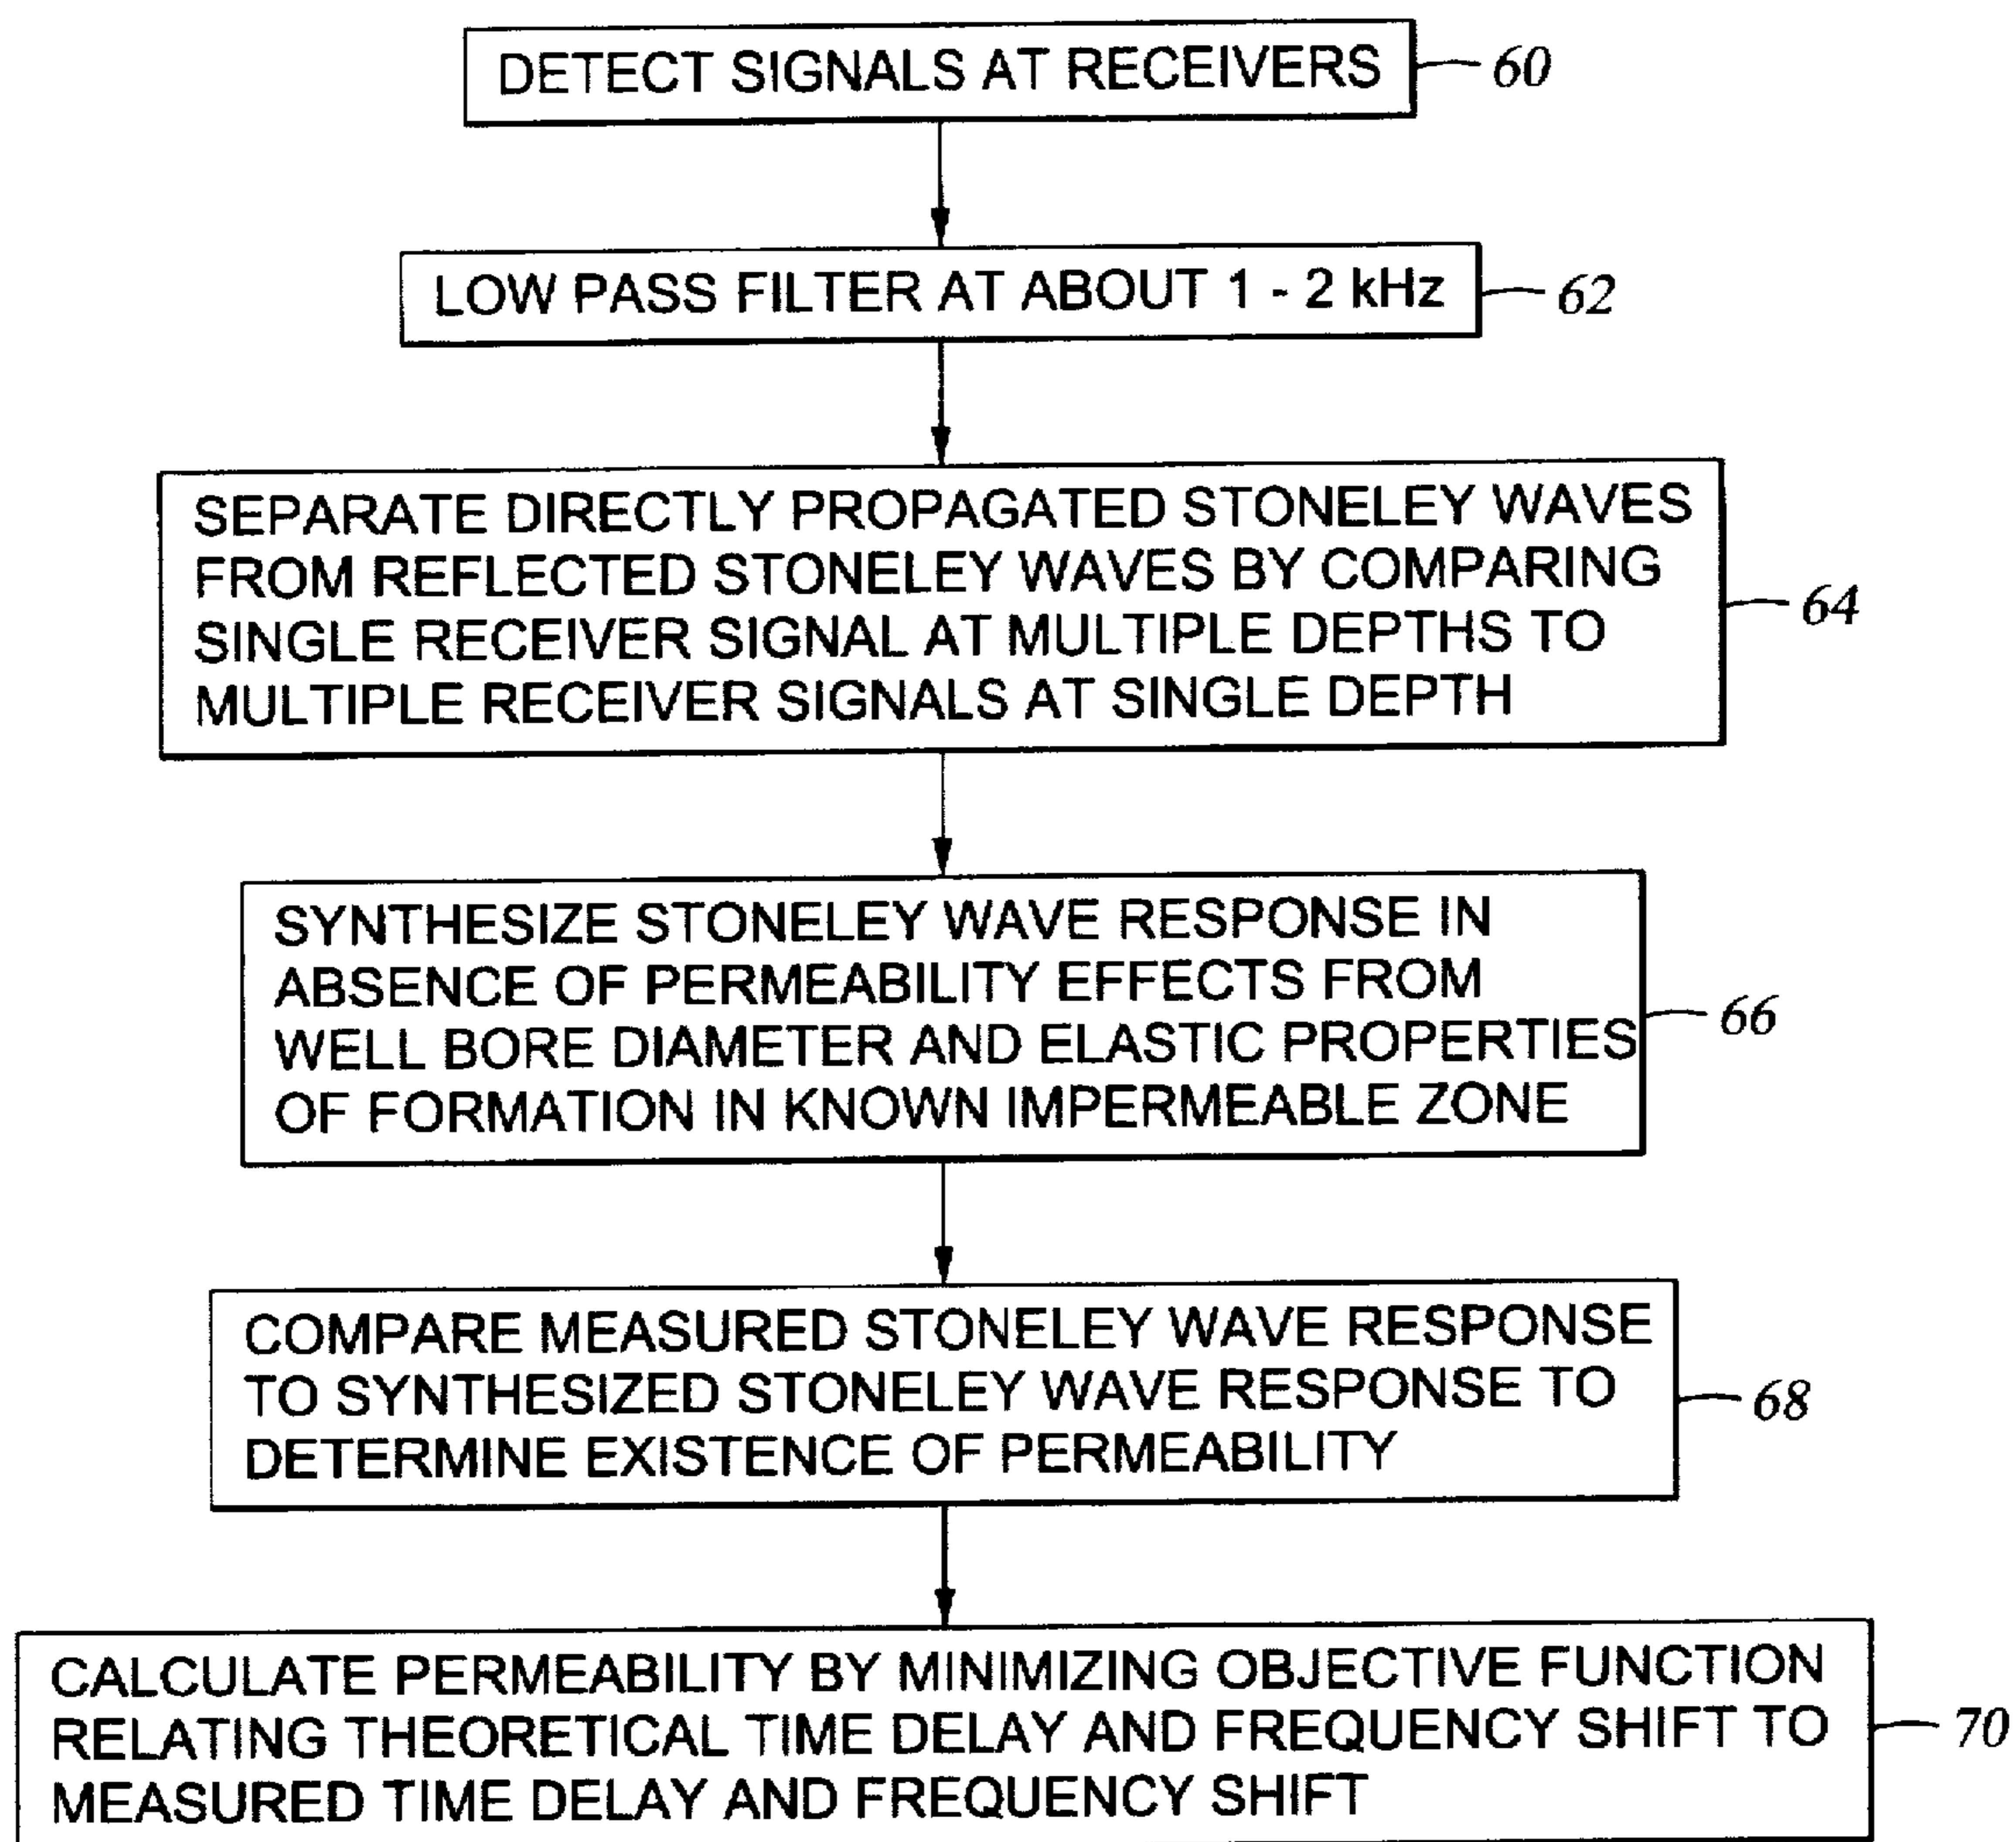 DETECT SIGNALS AT RECEIVERS
60
LOW PASS FILTER AT ABOUT 1 - 2 kHz
62
SEPARATE DIRECTLY PROPAGATED STONELEY WAVES
FROM REFLECTED STONELEY WAVES BY COMPARING
SINGLE RECEIVER SIGNAL AT MULTIPLE DEPTHS TO
MULTIPLE RECEIVER SIGNALS AT SINGLE DEPTH
64
SYNTHESIZE STONELEY WAVE RESPONSE IN
ABSENCE OF PERMEABILITY EFFECTS FROM
WELL BORE DIAMETER AND ELASTIC PROPERTIES
OF FORMATION IN KNOWN IMPERMEABLE ZONE
66
COMPARE MEASURED STONELEY WAVE RESPONSE
TO SYNTHESIZED STONELEY WAVE RESPONSE TO
DETERMINE EXISTENCE OF PERMEABILITY
68
CALCULATE PERMEABILITY BY MINIMIZING OBJECTIVE FUNCTION
RELATING THEORETICAL TIME DELAY AND FREQUENCY SHIFT TO
MEASURED TIME DELAY AND FREQUENCY SHIFT
70